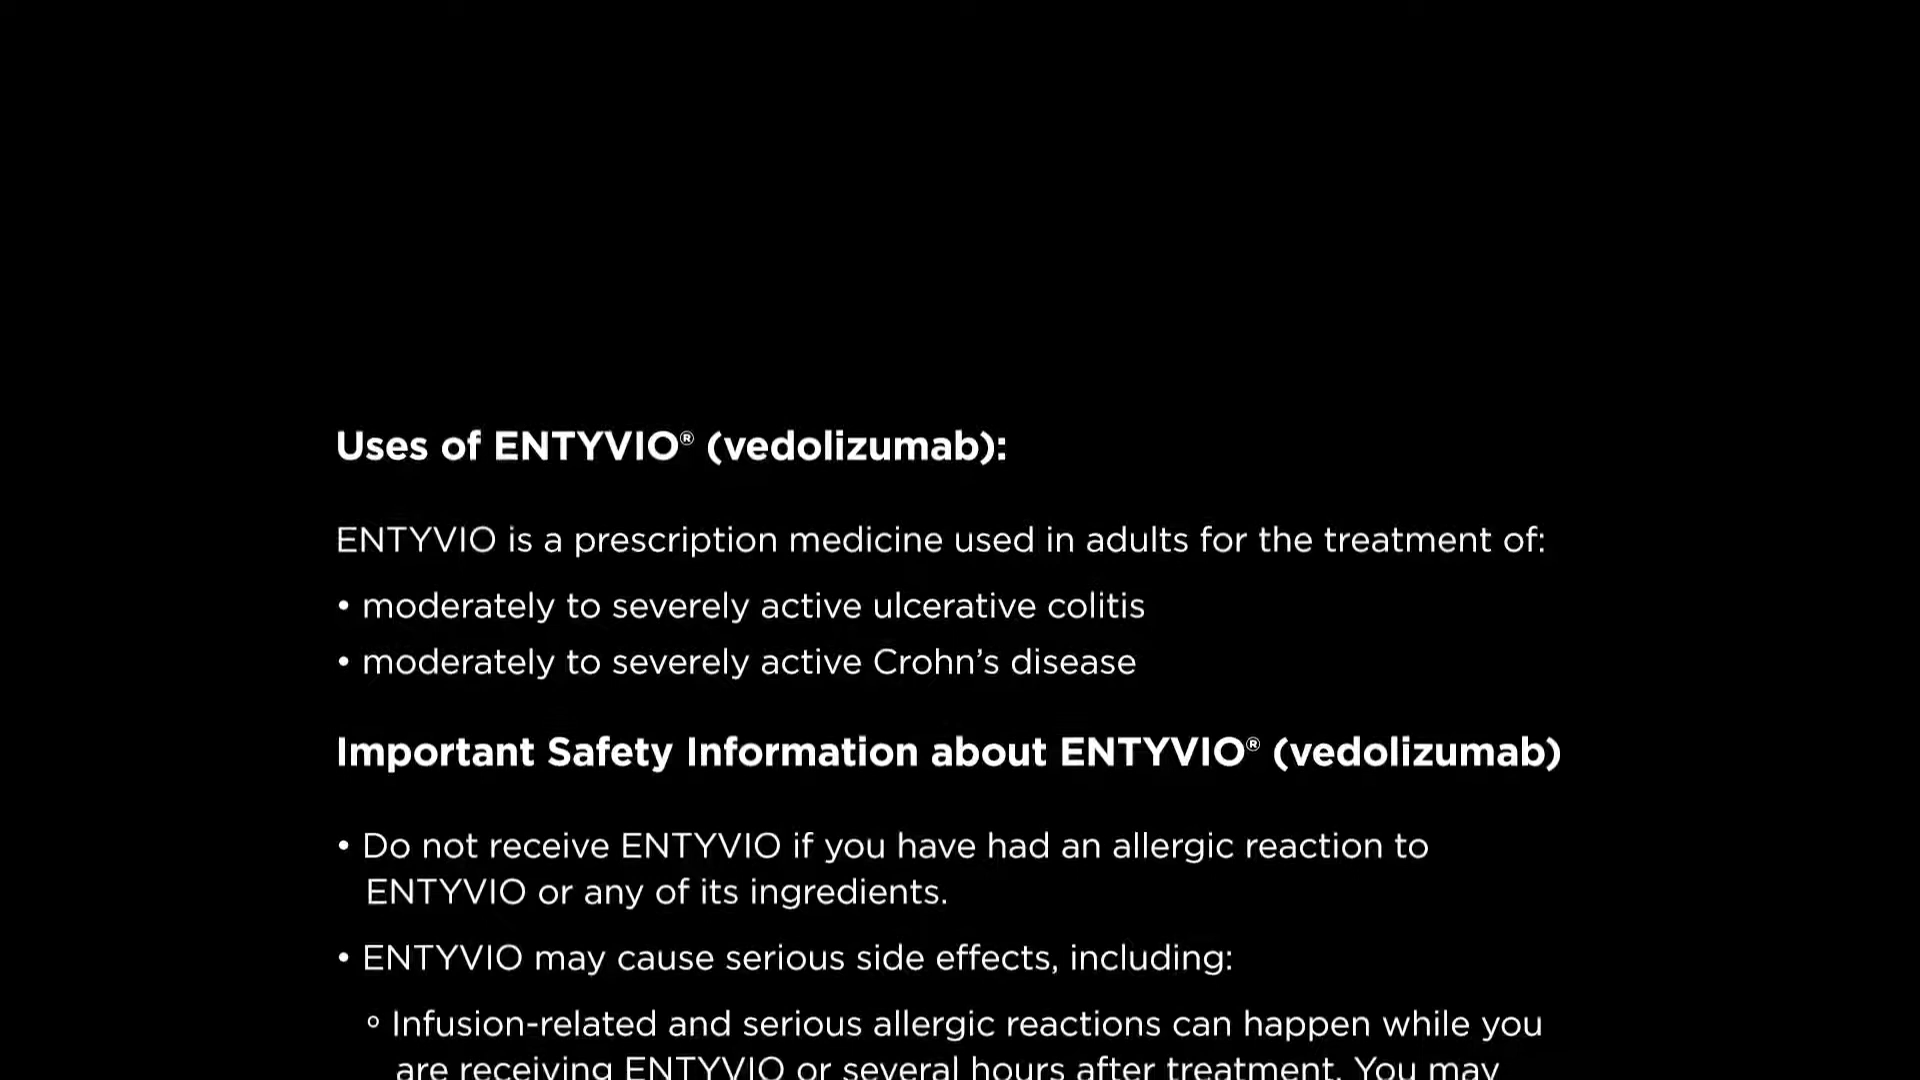 Uses of ENTYVIO® (vedolizumab):
ENTYVIO is a prescription medicine used in adults for the treatment of:
• moderately to severely active ulcerative colitis
• moderately to severely active Crohn’s disease
Important Safety Information about ENTYVIO® (vedolizumab)
• Do not receive ENTYVIO if you have had an allergic reaction to
ENTYVIO or any of its ingredients.
• ENTYVIO may cause serious side effects, including:
º Infusion-related and serious allergic reactions can happen while you
are receiving ENTYVIO or several hours after treatment. You may